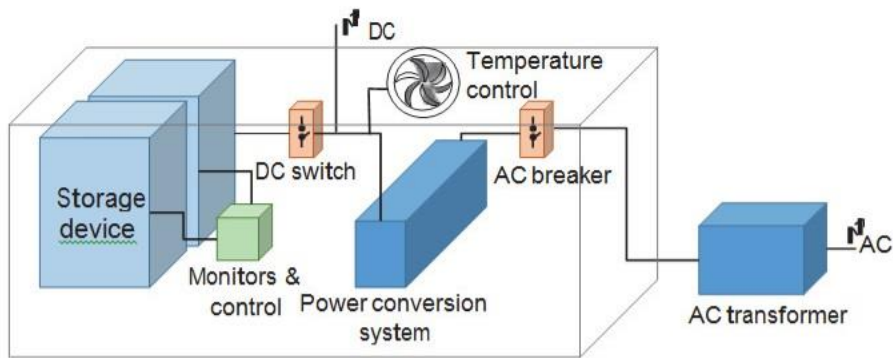 DC
Temperature
control
DC switch
AC breaker
Storage
device
Monitors &
control
Power conversion
system
AC
AC transformer